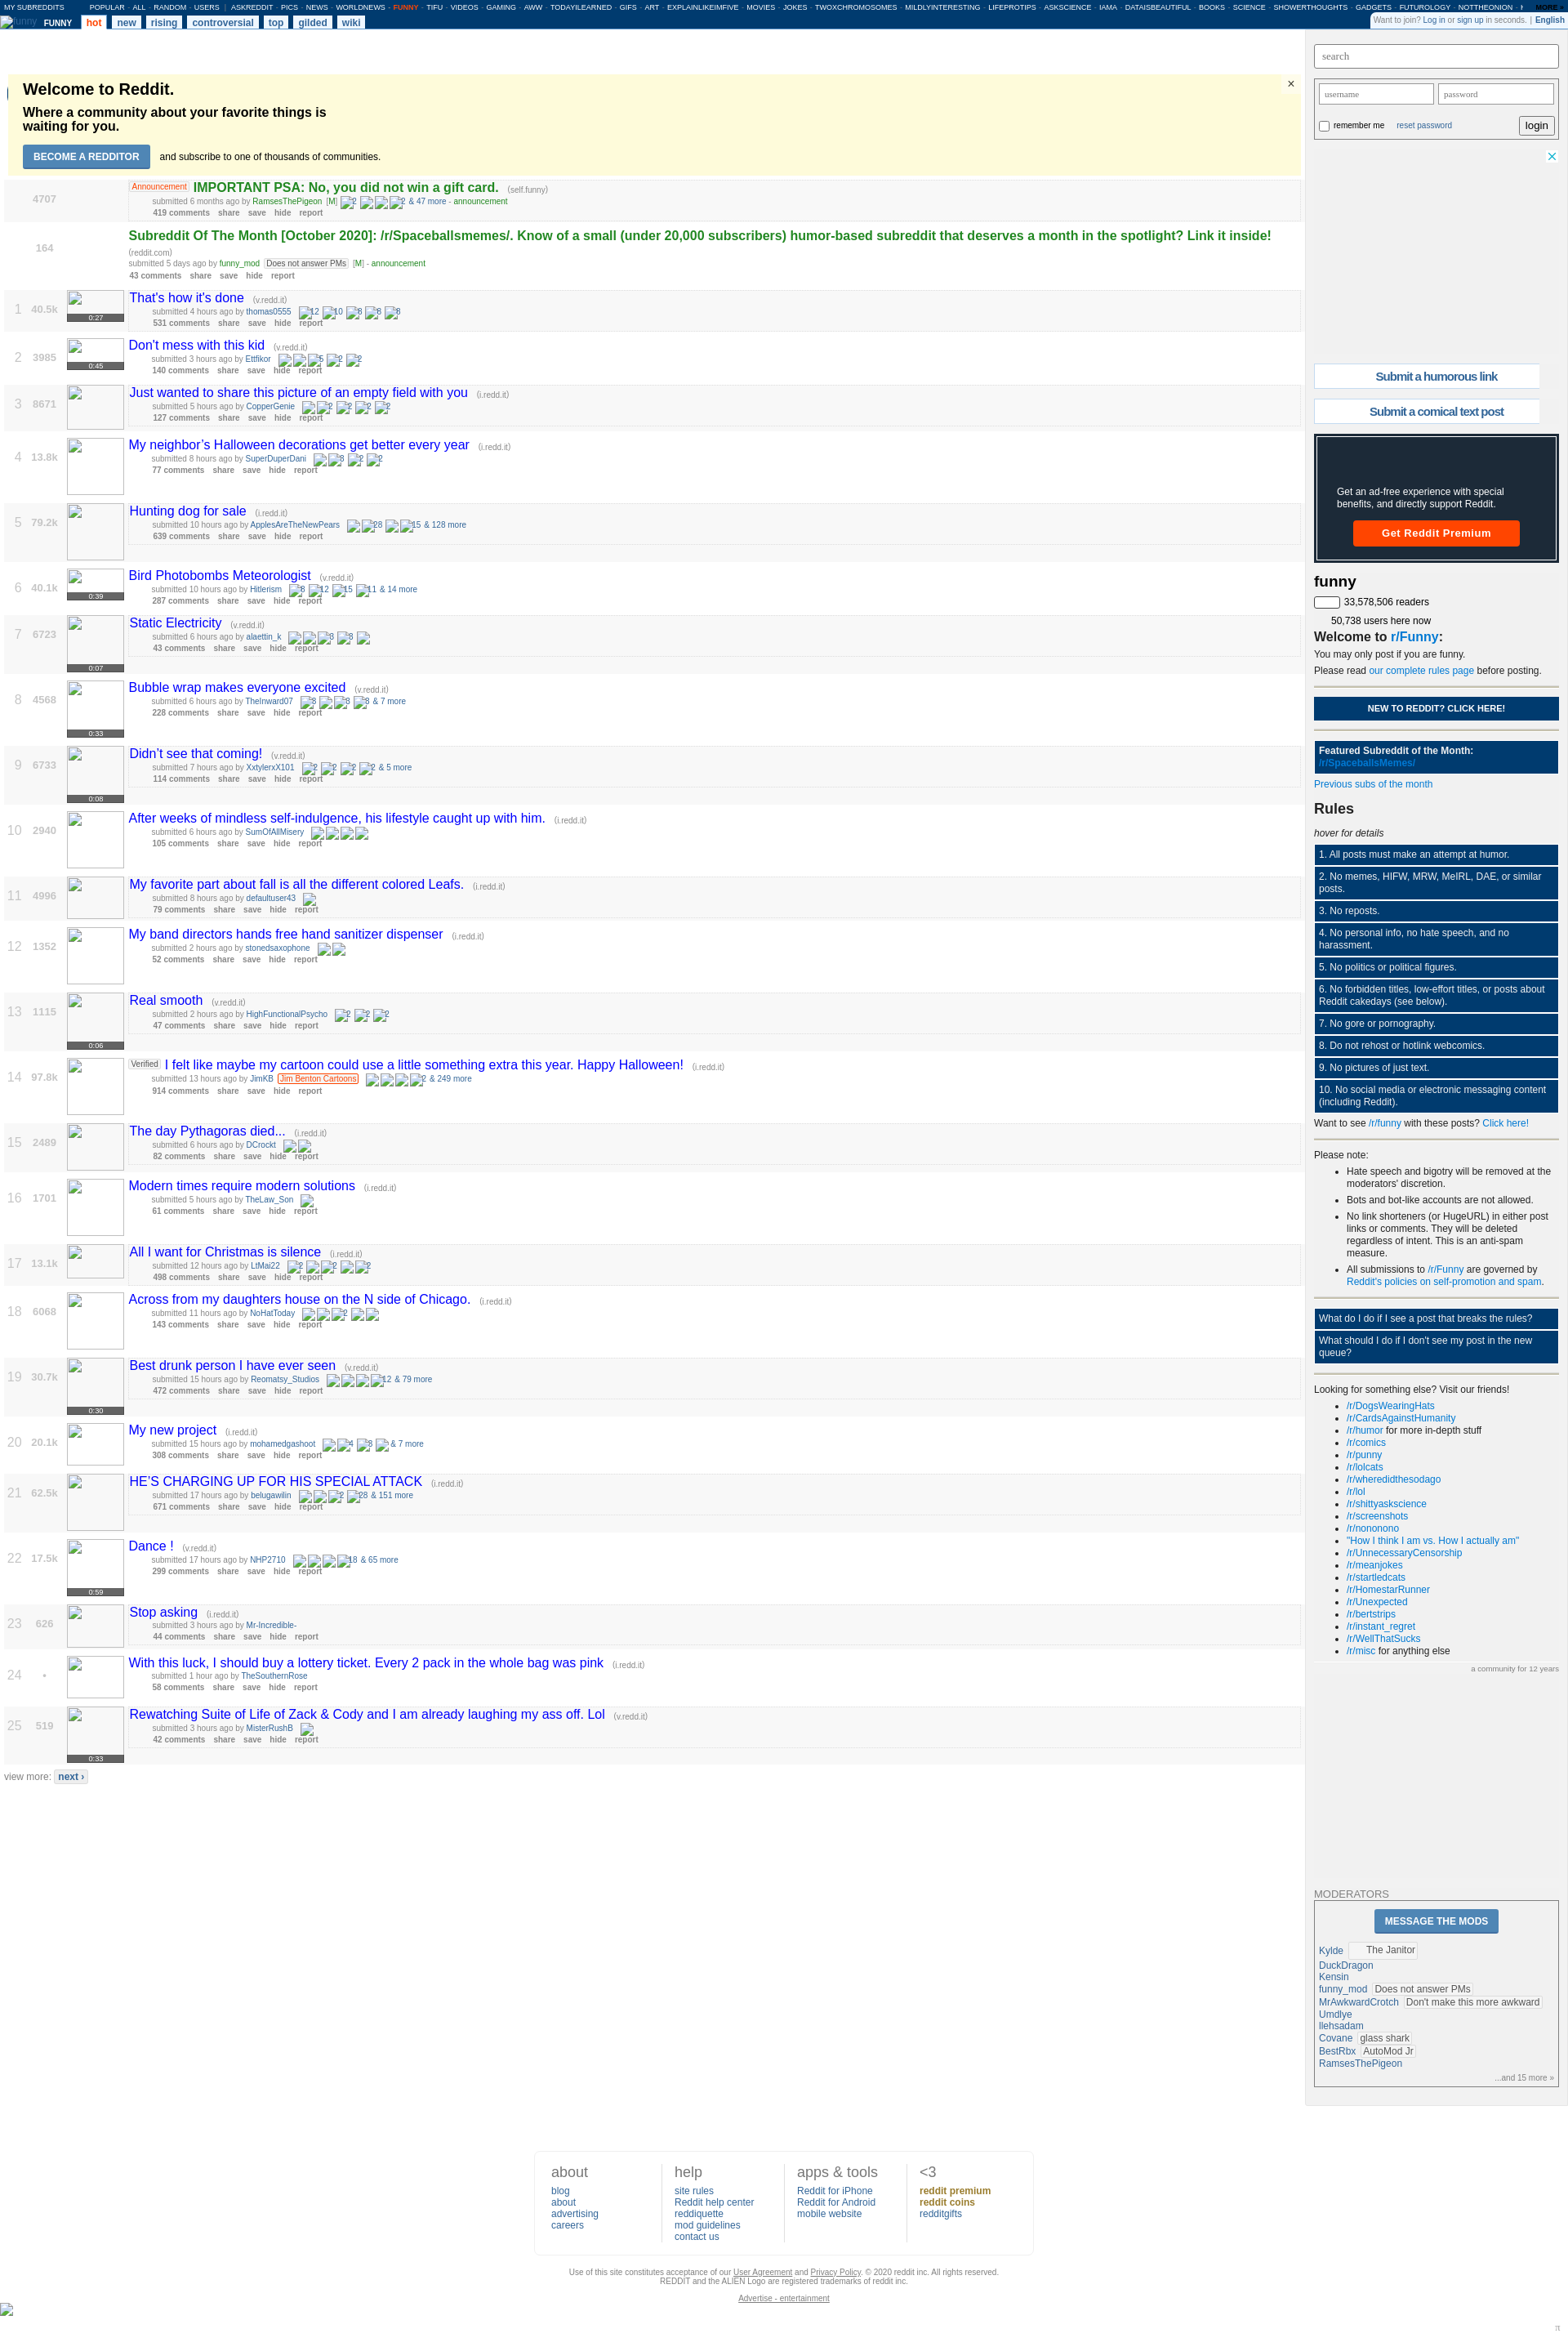 MY SUBREDDITS POPULAR - ALL - RANDOM - USERS | ASKREDDIT - PICS - NEWS - WORLDNEWS - FUNNY - TIFU - VIDEOS - GAMING - AWW - TODAYILEARNED - GIFS - ART - EXPLAINLIKEIMFIVE - MOVIES - JOKES - TWOXCHROMOSOMES - MILDLYINTERESTING - LIFEPROTIPS - ASKSCIENCE - IAMA - DATAISBEAUTIFUL - BOOKS - SCIENCE - SHOWERTHOUGHTS - GADGETS - FUTUROLOGY - NOTTHEONION - MORE »
funny FUNNY hot new rising controversial top gilded wiki
Want to join? Log in or sign up in seconds. | English
Welcome to Reddit.
×
Where a community about your favorite things is
waiting for you.
BECOME A REDDITOR and subscribe to one of thousands of communities.
4707
Announcement IMPORTANT PSA: No, you did not win a gift card. (self.funny)
submitted 6 months ago by RamsesThePigeon [M] 2 2 & 47 more - announcement
419 comments share save hide report
164
Subreddit Of The Month [October 2020]: /r/Spaceballsmemes/. Know of a small (under 20,000 subscribers) humor-based subreddit that deserves a month in the spotlight? Link it inside!
(reddit.com)
submitted 5 days ago by funny_mod Does not answer PMs [M] - announcement
43 comments share save hide report
1 40.5k 0:27
That's how it's done (v.redd.it)
submitted 4 hours ago by thomas0555 12 10 8 8 8
531 comments share save hide report
2 3985 0:45
Don't mess with this kid (v.redd.it)
submitted 3 hours ago by Ettfikor 5 2 2
140 comments share save hide report
3 8671
Just wanted to share this picture of an empty field with you (i.redd.it)
submitted 5 hours ago by CopperGenie 2 2 2 2
127 comments share save hide report
4 13.8k
My neighbor’s Halloween decorations get better every year (i.redd.it)
submitted 8 hours ago by SuperDuperDani 3 2 2
77 comments share save hide report
5 79.2k
Hunting dog for sale (i.redd.it)
submitted 10 hours ago by ApplesAreTheNewPears 28 15 & 128 more
639 comments share save hide report
6 40.1k 0:39
Bird Photobombs Meteorologist (v.redd.it)
submitted 10 hours ago by Hitlerism 8 12 15 11 & 14 more
287 comments share save hide report
7 6723 0:07
Static Electricity (v.redd.it)
submitted 6 hours ago by alaettin_k 3 3
43 comments share save hide report
8 4568 0:33
Bubble wrap makes everyone excited (v.redd.it)
submitted 6 hours ago by TheInward07 3 3 3 & 7 more
228 comments share save hide report
9 6733 0:08
Didn’t see that coming! (v.redd.it)
submitted 7 hours ago by XxtylerxX101 2 2 2 2 & 5 more
114 comments share save hide report
10 2940
After weeks of mindless self-indulgence, his lifestyle caught up with him. (i.redd.it)
submitted 6 hours ago by SumOfAllMisery
105 comments share save hide report
11 4996
My favorite part about fall is all the different colored Leafs. (i.redd.it)
submitted 8 hours ago by defaultuser43
79 comments share save hide report
12 1352
My band directors hands free hand sanitizer dispenser (i.redd.it)
submitted 2 hours ago by stonedsaxophone
52 comments share save hide report
13 1115 0:06
Real smooth (v.redd.it)
submitted 2 hours ago by HighFunctionalPsycho 2 2 2
47 comments share save hide report
14 97.8k
Verified I felt like maybe my cartoon could use a little something extra this year. Happy Halloween! (i.redd.it)
submitted 13 hours ago by JimKB Jim Benton Cartoons 2 & 249 more
914 comments share save hide report
15 2489
The day Pythagoras died... (i.redd.it)
submitted 6 hours ago by DCrockt
82 comments share save hide report
16 1701
Modern times require modern solutions (i.redd.it)
submitted 5 hours ago by TheLaw_Son
61 comments share save hide report
17 13.1k
All I want for Christmas is silence (i.redd.it)
submitted 12 hours ago by LtMai22 2 2 2
498 comments share save hide report
18 6068
Across from my daughters house on the N side of Chicago. (i.redd.it)
submitted 11 hours ago by NoHatToday 2
143 comments share save hide report
19 30.7k 0:30
Best drunk person I have ever seen (v.redd.it)
submitted 15 hours ago by Reomatsy_Studios 12 & 79 more
472 comments share save hide report
20 20.1k
My new project (i.redd.it)
submitted 15 hours ago by mohamedgashoot 4 3 & 7 more
308 comments share save hide report
21 62.5k
HE’S CHARGING UP FOR HIS SPECIAL ATTACK (i.redd.it)
submitted 17 hours ago by belugawilin 2 28 & 151 more
671 comments share save hide report
22 17.5k 0:59
Dance ! (v.redd.it)
submitted 17 hours ago by NHP2710 18 & 65 more
299 comments share save hide report
23 626
Stop asking (i.redd.it)
submitted 3 hours ago by Mr-Incredible-
44 comments share save hide report
24 •
With this luck, I should buy a lottery ticket. Every 2 pack in the whole bag was pink (i.redd.it)
submitted 1 hour ago by TheSouthernRose
58 comments share save hide report
25 519 0:33
Rewatching Suite of Life of Zack & Cody and I am already laughing my ass off. Lol (v.redd.it)
submitted 3 hours ago by MisterRushB
42 comments share save hide report
view more: next ›
search
username password
remember me reset password login
Submit a humorous link
Submit a comical text post
Get an ad-free experience with special
benefits, and directly support Reddit.
Get Reddit Premium
funny
33,578,506 readers
50,738 users here now
Welcome to r/Funny:
You may only post if you are funny.
Please read our complete rules page before posting.
NEW TO REDDIT? CLICK HERE!
Featured Subreddit of the Month:
/r/SpaceballsMemes/
Previous subs of the month
Rules
hover for details
1. All posts must make an attempt at humor.
2. No memes, HIFW, MRW, MeIRL, DAE, or similar
posts.
3. No reposts.
4. No personal info, no hate speech, and no
harassment.
5. No politics or political figures.
6. No forbidden titles, low-effort titles, or posts about
Reddit cakedays (see below).
7. No gore or pornography.
8. Do not rehost or hotlink webcomics.
9. No pictures of just text.
10. No social media or electronic messaging content
(including Reddit).
Want to see /r/funny with these posts? Click here!
Please note:
• Hate speech and bigotry will be removed at the
moderators' discretion.
• Bots and bot-like accounts are not allowed.
• No link shorteners (or HugeURL) in either post
links or comments. They will be deleted
regardless of intent. This is an anti-spam
measure.
• All submissions to /r/Funny are governed by
Reddit's policies on self-promotion and spam.
What do I do if I see a post that breaks the rules?
What should I do if I don't see my post in the new
queue?
Looking for something else? Visit our friends!
• /r/DogsWearingHats
• /r/CardsAgainstHumanity
• /r/humor for more in-depth stuff
• /r/comics
• /r/punny
• /r/lolcats
• /r/wheredidthesodago
• /r/lol
• /r/shittyaskscience
• /r/screenshots
• /r/nononono
• "How I think I am vs. How I actually am"
• /r/UnnecessaryCensorship
• /r/meanjokes
• /r/startledcats
• /r/HomestarRunner
• /r/Unexpected
• /r/bertstrips
• /r/instant_regret
• /r/WellThatSucks
• /r/misc for anything else
a community for 12 years
MODERATORS
MESSAGE THE MODS
Kylde The Janitor
DuckDragon
Kensin
funny_mod Does not answer PMs
MrAwkwardCrotch Don't make this more awkward
Umdlye
llehsadam
Covane glass shark
BestRbx AutoMod Jr
RamsesThePigeon
...and 15 more »
about
blog
about
advertising
careers
help
site rules
Reddit help center
reddiquette
mod guidelines
contact us
apps & tools
Reddit for iPhone
Reddit for Android
mobile website
<3
reddit premium
reddit coins
redditgifts
Use of this site constitutes acceptance of our User Agreement and Privacy Policy. © 2020 reddit inc. All rights reserved.
REDDIT and the ALIEN Logo are registered trademarks of reddit inc.
Advertise - entertainment
π